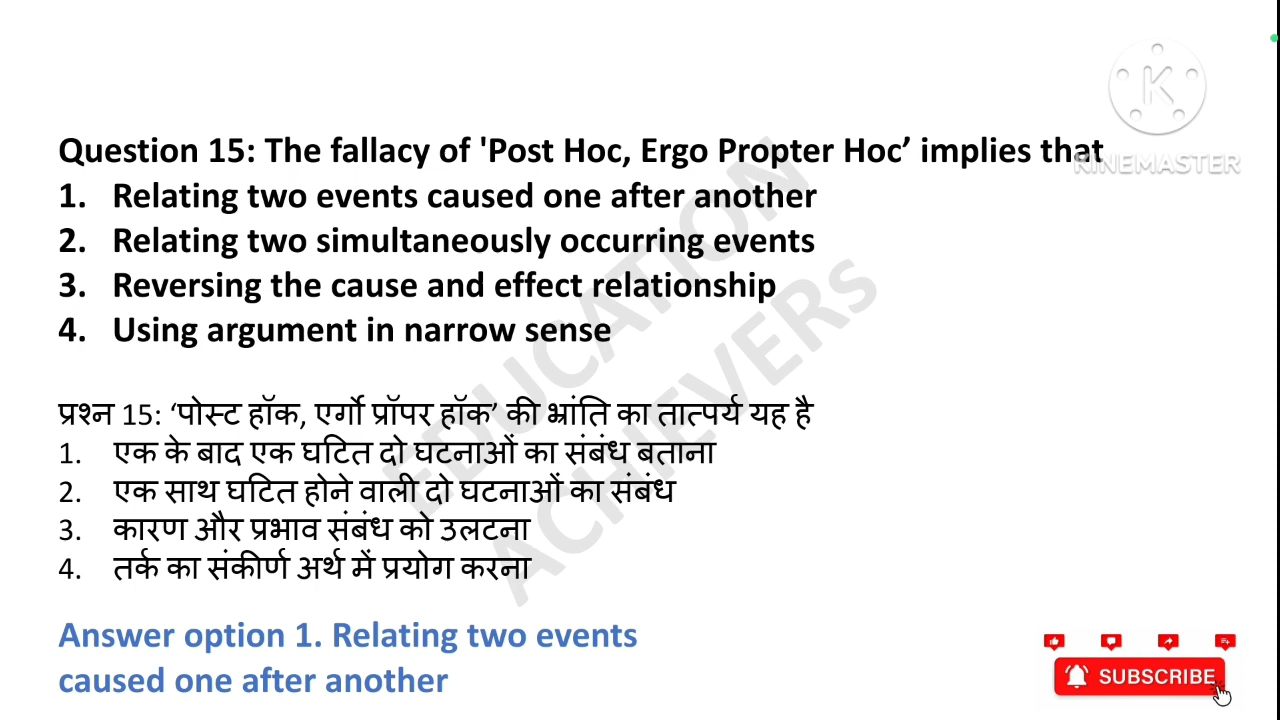 Question 15: The fallacy of 'Post Hoc, Ergo Propter Hoc’ implies that
1. Relating two events caused one after another
2. Relating two simultaneously occurring events
3. Reversing the cause and effect relationship
4. Using argument in narrow sense
प्रश्न 15: ‘पोस्ट हॉक, एर्गो प्रॉपर हॉक’ की भ्रांति का तात्पर्य यह है
1. एक के बाद एक घटित दो घटनाओं का संबंध बताना
2. एक साथ घटित होने वाली दो घटनाओं का संबंध
3. कारण और प्रभाव संबंध को उलटना
4. तर्क का संकीर्ण अर्थ में प्रयोग करना
Answer option 1. Relating two events
caused one after another
EDUCATION
ACHIEVERs
K
KINEMASTER
SUBSCRIBE